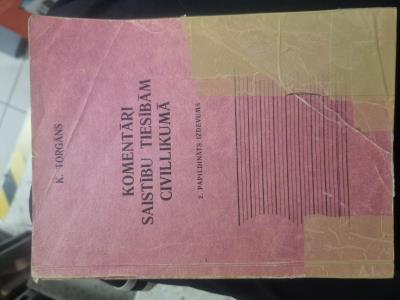 K. TORGĀNS
KOMENTĀRI
SAISTĪBU TIESĪBĀM
CIVILLIKUMĀ
2. PAPILDINĀTS IZDEVUMS